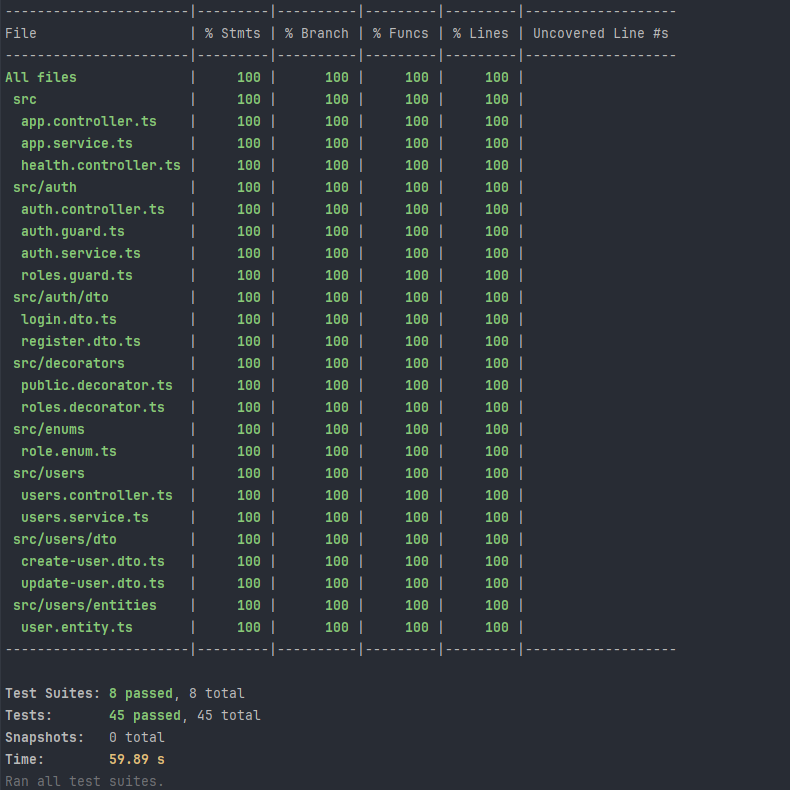 -----------------------|---------|----------|---------|---------|-------------------
File                   | % Stmts | % Branch | % Funcs | % Lines | Uncovered Line #s
-----------------------|---------|----------|---------|---------|-------------------
All files              |     100 |      100 |     100 |     100 |
 src                   |     100 |      100 |     100 |     100 |
  app.controller.ts    |     100 |      100 |     100 |     100 |
  app.service.ts       |     100 |      100 |     100 |     100 |
  health.controller.ts |     100 |      100 |     100 |     100 |
 src/auth              |     100 |      100 |     100 |     100 |
  auth.controller.ts   |     100 |      100 |     100 |     100 |
  auth.guard.ts        |     100 |      100 |     100 |     100 |
  auth.service.ts      |     100 |      100 |     100 |     100 |
  roles.guard.ts       |     100 |      100 |     100 |     100 |
 src/auth/dto          |     100 |      100 |     100 |     100 |
  login.dto.ts         |     100 |      100 |     100 |     100 |
  register.dto.ts      |     100 |      100 |     100 |     100 |
 src/decorators        |     100 |      100 |     100 |     100 |
  public.decorator.ts  |     100 |      100 |     100 |     100 |
  roles.decorator.ts   |     100 |      100 |     100 |     100 |
 src/enums             |     100 |      100 |     100 |     100 |
  role.enum.ts         |     100 |      100 |     100 |     100 |
 src/users             |     100 |      100 |     100 |     100 |
  users.controller.ts  |     100 |      100 |     100 |     100 |
  users.service.ts     |     100 |      100 |     100 |     100 |
 src/users/dto         |     100 |      100 |     100 |     100 |
  create-user.dto.ts   |     100 |      100 |     100 |     100 |
  update-user.dto.ts   |     100 |      100 |     100 |     100 |
 src/users/entities    |     100 |      100 |     100 |     100 |
  user.entity.ts       |     100 |      100 |     100 |     100 |
-----------------------|---------|----------|---------|---------|-------------------
Test Suites: 8 passed, 8 total
Tests:       45 passed, 45 total
Snapshots:   0 total
Time:        59.89 s
Ran all test suites.